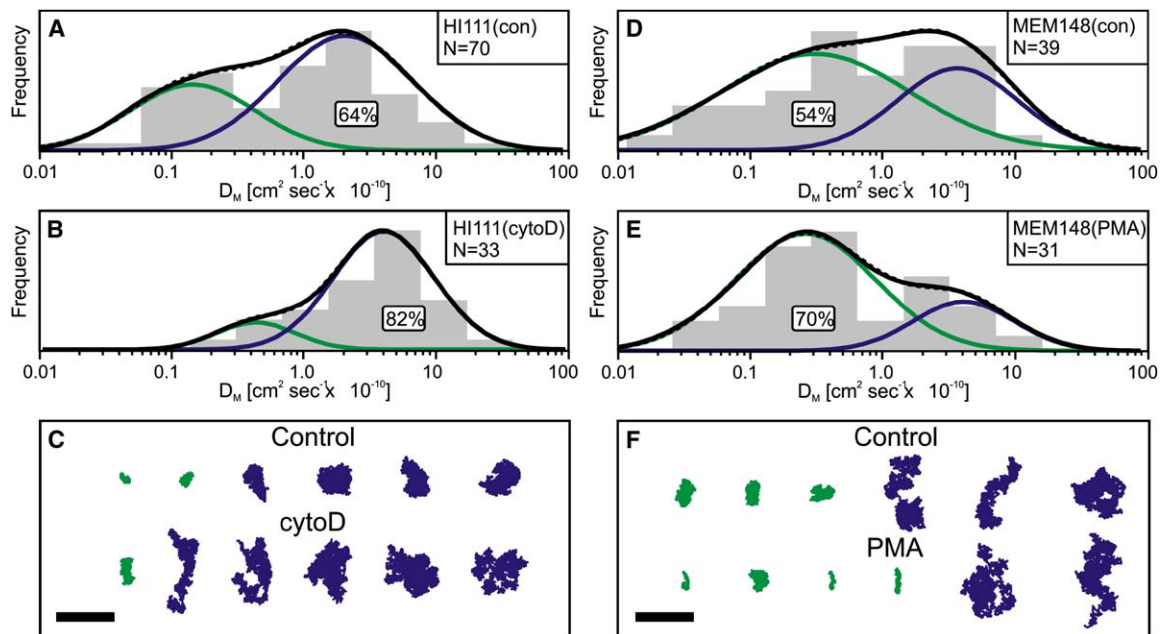 A
HI111(con)
N=70
Frequency
64%
0.01 0.1 1.0 10 100
D_M [cm² sec⁻¹x 10⁻¹⁰]
B
HI111(cytoD)
N=33
Frequency
82%
0.01 0.1 1.0 10 100
D_M [cm² sec⁻¹x 10⁻¹⁰]
C
Control
cytoD
D
MEM148(con)
N=39
Frequency
54%
0.01 0.1 1.0 10 100
D_M [cm² sec⁻¹x 10⁻¹⁰]
E
MEM148(PMA)
N=31
Frequency
70%
0.01 0.1 1.0 10 100
D_M [cm² sec⁻¹x 10⁻¹⁰]
F
Control
PMA